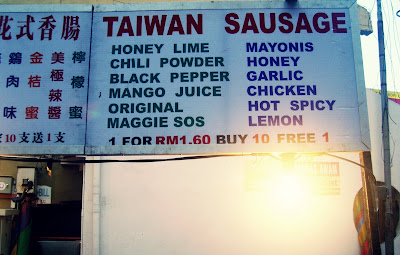 花式香腸
檸檬蜜
美極辣醬
金桔蜜
鷄肉味
10支送1支
TAIWAN SAUSAGE
HONEY LIME
CHILI POWDER
BLACK PEPPER
MANGO JUICE
ORIGINAL
MAGGIE SOS
MAYONIS
HONEY
GARLIC
CHICKEN
HOT SPICY
LEMON
1 FOR RM1.60 BUY 10 FREE 1